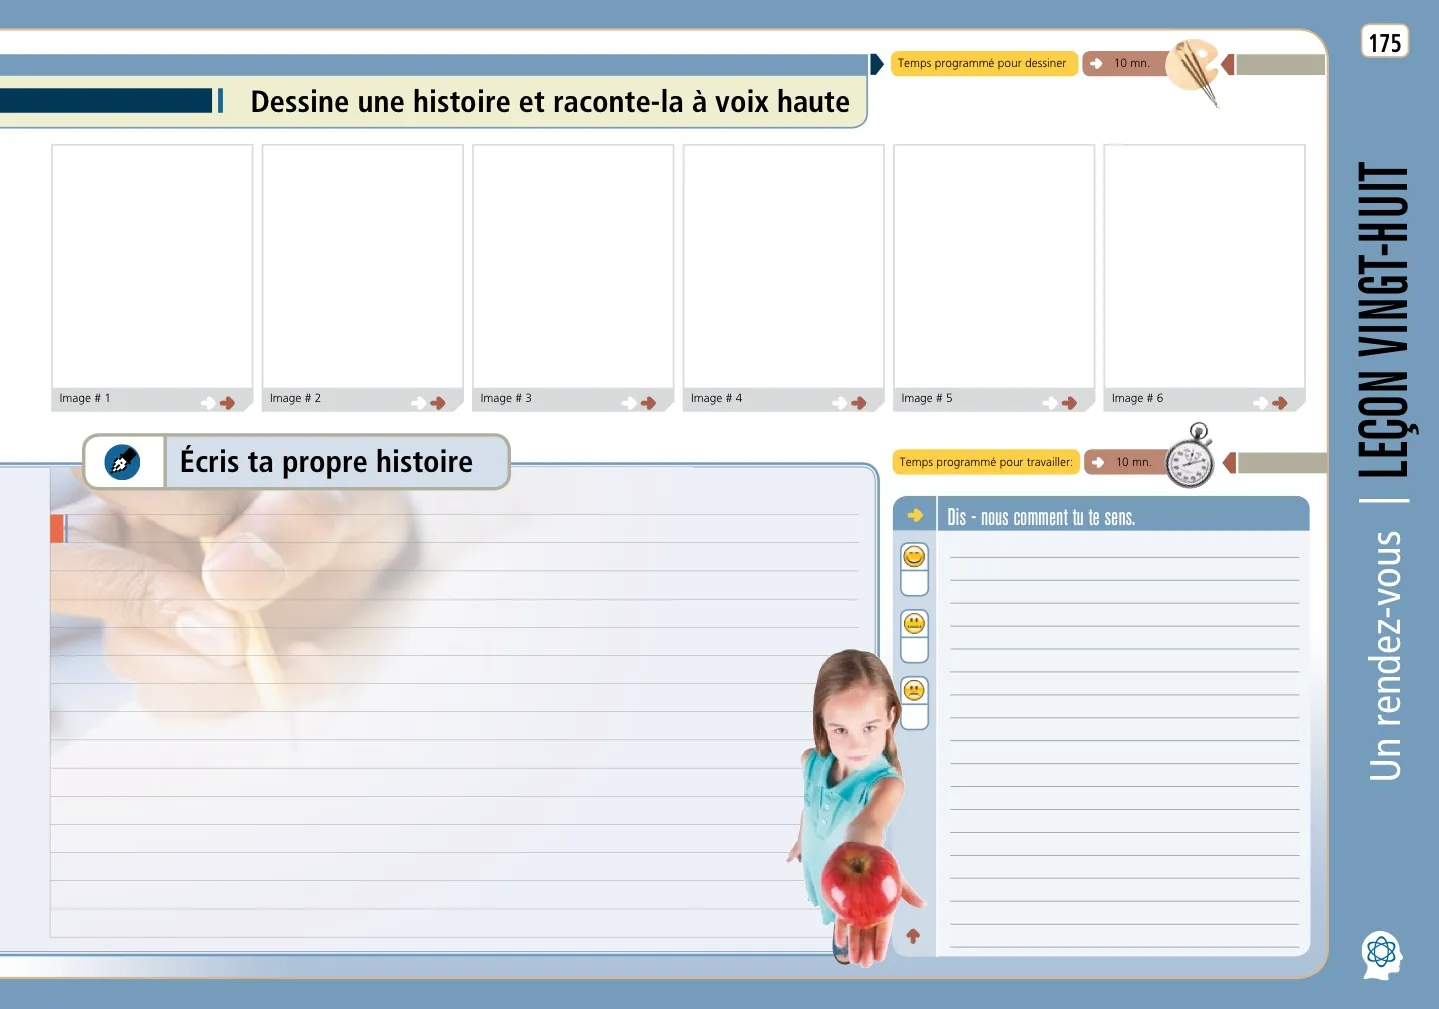 175
Temps programmé pour dessiner
10 mn.
Dessine une histoire et raconte-la à voix haute
Image # 1
Image # 2
Image # 3
Image # 4
Image # 5
Image # 6
Écris ta propre histoire
Temps programmé pour travailler:
10 mn.
Dis - nous comment tu te sens.
Un rendez-vous | LEÇON VINGT-HUIT